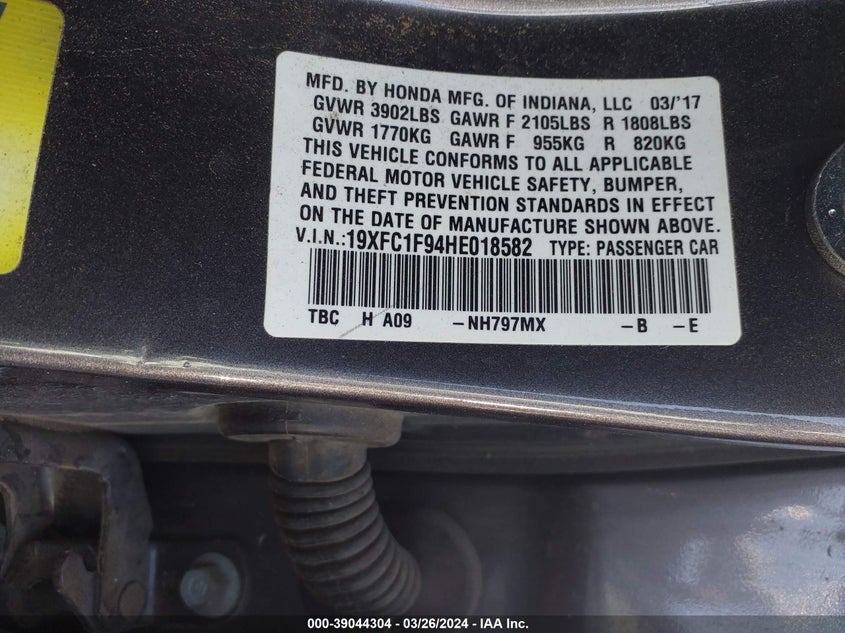 MFD. BY HONDA MFG. OF INDIANA, LLC 03/'17
GVWR 3902LBS GAWR F 2105LBS R 1808LBS
GVWR 1770KG GAWR F 955KG R 820KG
THIS VEHICLE CONFORMS TO ALL APPLICABLE
FEDERAL MOTOR VEHICLE SAFETY, BUMPER,
AND THEFT PREVENTION STANDARDS IN EFFECT
ON THE DATE OF MANUFACTURE SHOWN ABOVE.
V.I.N.:19XFC1F94HE018582 TYPE: PASSENGER CAR
TBC H A09 -NH797MX -B -E
000-39044304 - 03/26/2024 - IAA Inc.